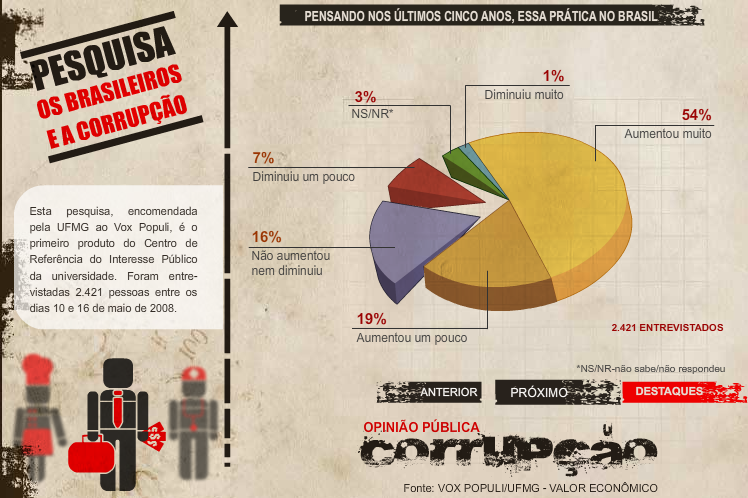 PESQUISA
OS BRASILEIROS
E A CORRUPÇÃO
Esta pesquisa, encomendada
pela UFMG ao Vox Populi, é o
primeiro produto do Centro de
Referência do Interesse Público
da universidade. Foram entre-
vistadas 2.421 pessoas entre os
dias 10 e 16 de maio de 2008.
$$$
PENSANDO NOS ÚLTIMOS CINCO ANOS, ESSA PRÁTICA NO BRASIL
1%
Diminuiu muito
3%
NS/NR*
54%
Aumentou muito
7%
Diminuiu um pouco
16%
Não aumentou
nem diminuiu
19%
Aumentou um pouco
2.421 ENTREVISTADOS
*NS/NR-não sabe/não respondeu
ANTERIOR
PRÓXIMO
DESTAQUES
OPINIÃO PÚBLICA
corrupção
Fonte: VOX POPULI/UFMG - VALOR ECONÔMICO